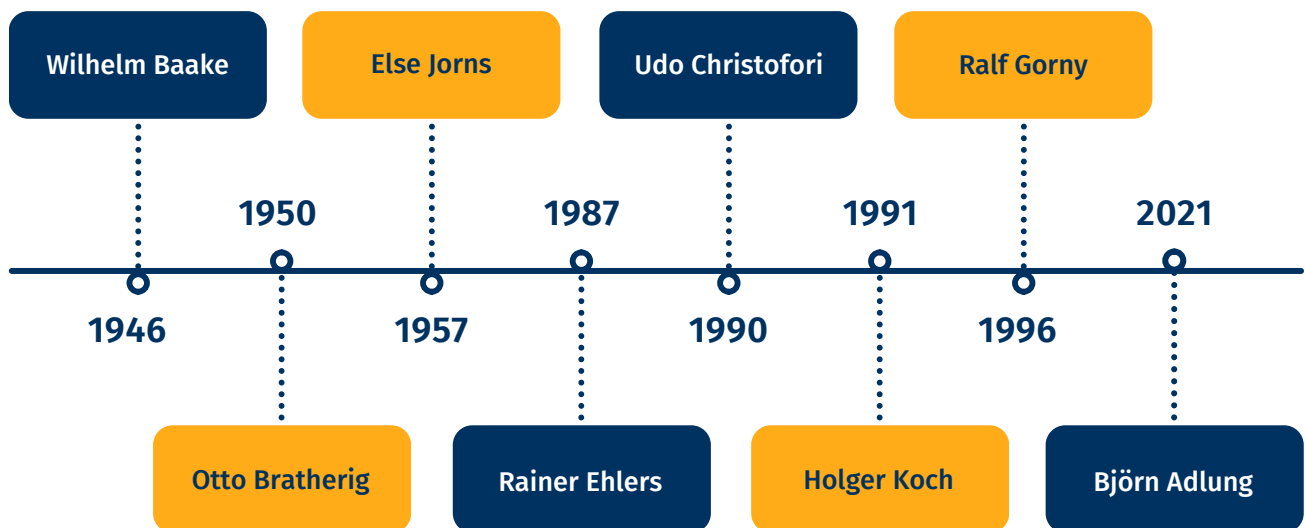 Wilhelm Baake
Else Jorns
Udo Christofori
Ralf Gorny
1950
1987
1991
2021
1946
1957
1990
1996
Otto Bratherig
Rainer Ehlers
Holger Koch
Björn Adlung